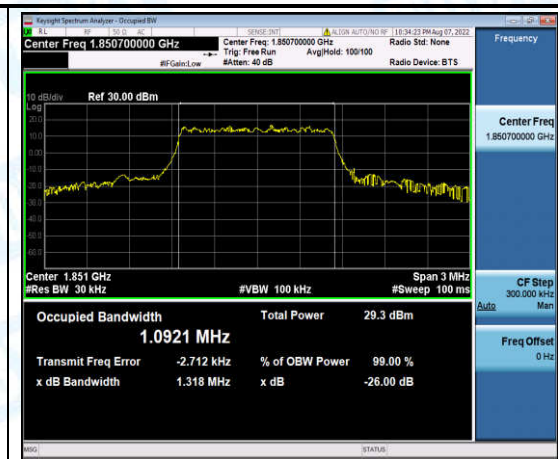 Keysight Spectrum Analyzer - Occupied BW
RL RF 50 Ω AC SENSE:INT ALIGN AUTO/NO RF 10:34:23 PM Aug 07, 2022
Center Freq 1.850700000 GHz Center Freq: 1.850700000 GHz Radio Std: None Frequency
Trig: Free Run Avg|Hold: 100/100
#IFGain:Low #Atten: 40 dB Radio Device: BTS
10 dB/div Ref 30.00 dBm
Log
20.0
10.0
0.00
-10.0
-20.0
-30.0
-40.0
-50.0
-60.0
Center Freq
1.850700000 GHz
Center 1.851 GHz Span 3 MHz
#Res BW 30 kHz #VBW 100 kHz #Sweep 100 ms
CF Step
300.000 kHz
Auto Man
Occupied Bandwidth Total Power 29.3 dBm
1.0921 MHz
Freq Offset
0 Hz
Transmit Freq Error -2.712 kHz % of OBW Power 99.00 %
x dB Bandwidth 1.318 MHz x dB -26.00 dB
MSG STATUS